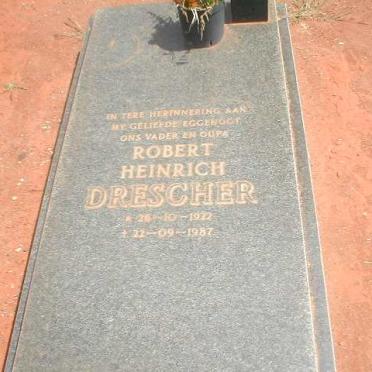 IN TERE HERINNERING AAN
MY GELIEFDE EGGENOOT
ONS VADER EN OUPA
ROBERT
HEINRICH
DRESCHER
* 28-10-1922
+ 22-09-1987